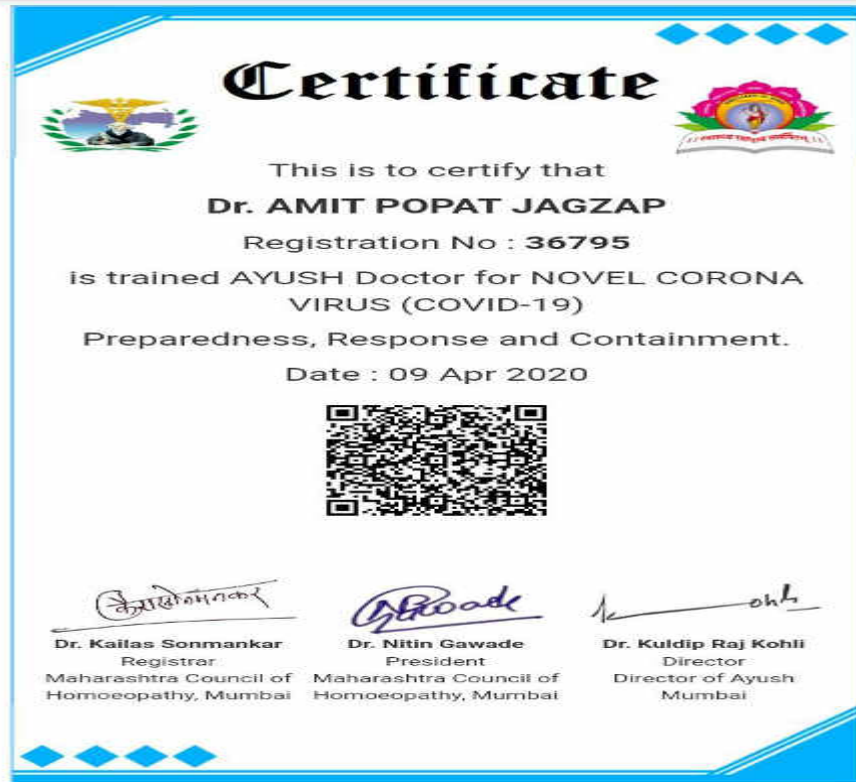 Certificate
This is to certify that
Dr. AMIT POPAT JAGZAP
Registration No : 36795
is trained AYUSH Doctor for NOVEL CORONA
VIRUS (COVID-19)
Preparedness, Response and Containment.
Date : 09 Apr 2020
Dr. Kailas Sonmankar
Registrar
Maharashtra Council of
Homoeopathy, Mumbai
Dr. Nitin Gawade
President
Maharashtra Council of
Homoeopathy, Mumbai
Dr. Kuldip Raj Kohli
Director
Director of Ayush
Mumbai